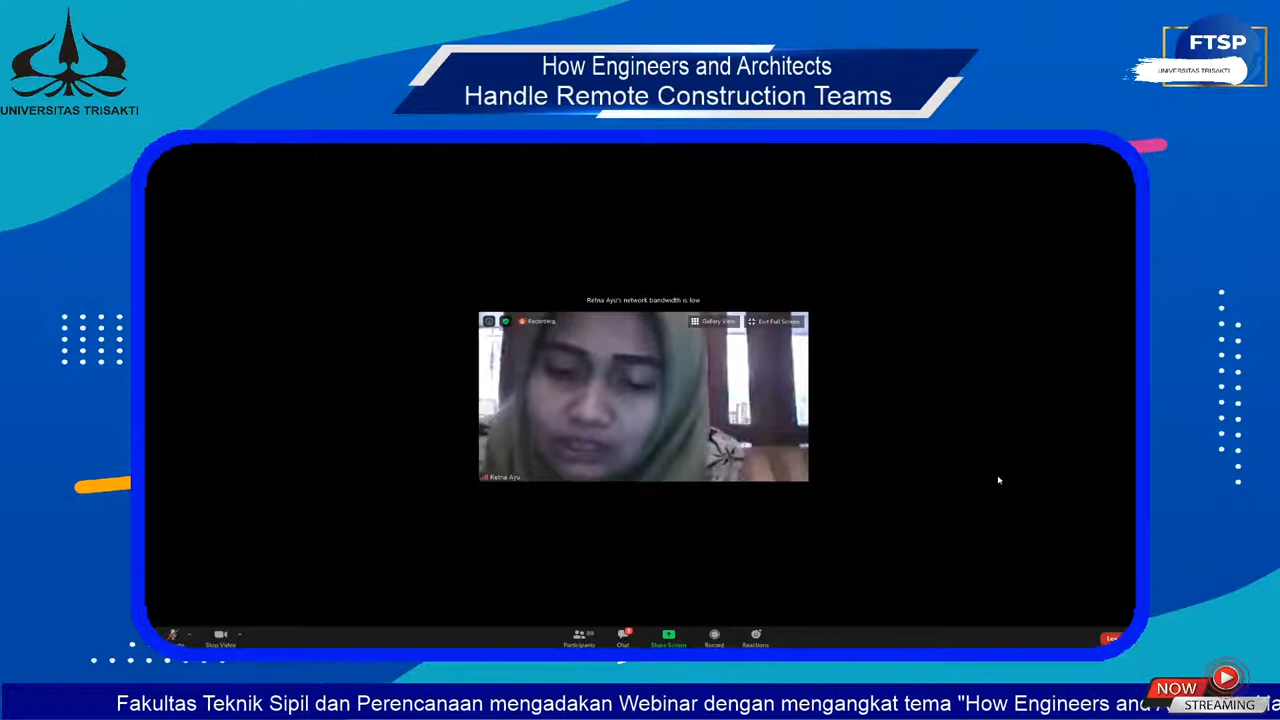 UNIVERSITAS TRISAKTI
How Engineers and Architects
Handle Remote Construction Teams
FTSP
UNIVERSITAS TRISAKTI
Retna Ayu's network bandwidth is low
Recording
Gallery View
Exit Full Screen
Retna Ayu
Stop Video
Participants
89
Chat
Share Screen
Record
Reactions
Fakultas Teknik Sipil dan Perencanaan mengadakan Webinar dengan mengangkat tema "How Engineers and
NOW
STREAMING